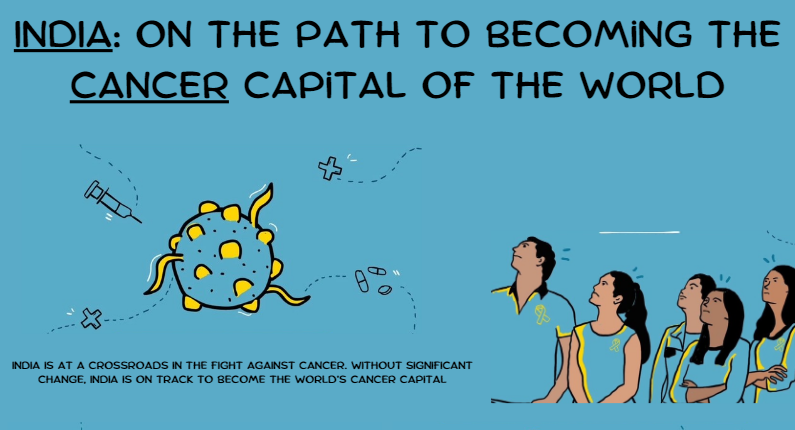 INDIA: ON THE PATH TO BECOMING THE
CANCER CAPITAL OF THE WORLD
INDIA IS AT A CROSSROADS IN THE FIGHT AGAINST CANCER. WITHOUT SIGNIFICANT
CHANGE, INDIA IS ON TRACK TO BECOME THE WORLD'S CANCER CAPITAL